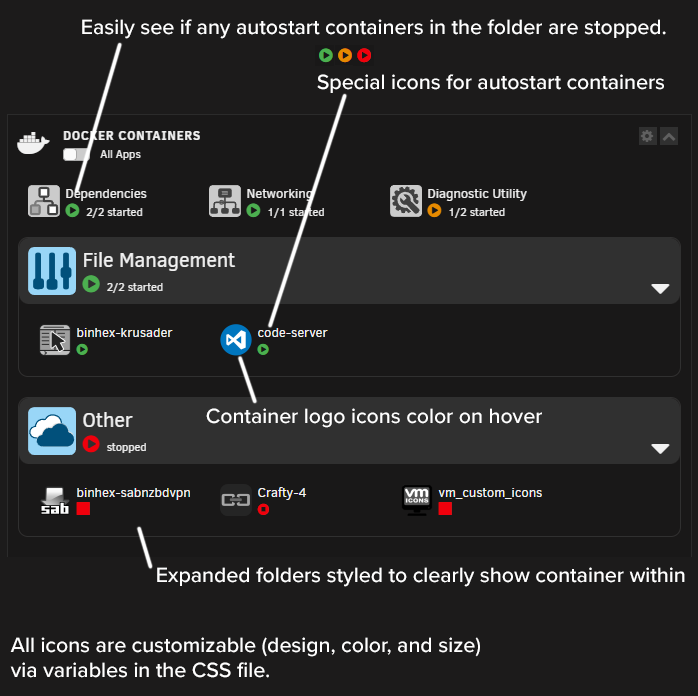 Easily see if any autostart containers in the folder are stopped.
Special icons for autostart containers
DOCKER CONTAINERS
All Apps
Dependencies
2/2 started
Networking
1/1 started
Diagnostic Utility
1/2 started
File Management
2/2 started
binhex-krusader
code-server
Container logo icons color on hover
Other
stopped
sab
binhex-sabnzbdvpn
Crafty-4
vm
ICONS
vm_custom_icons
Expanded folders styled to clearly show container within
All icons are customizable (design, color, and size)
via variables in the CSS file.